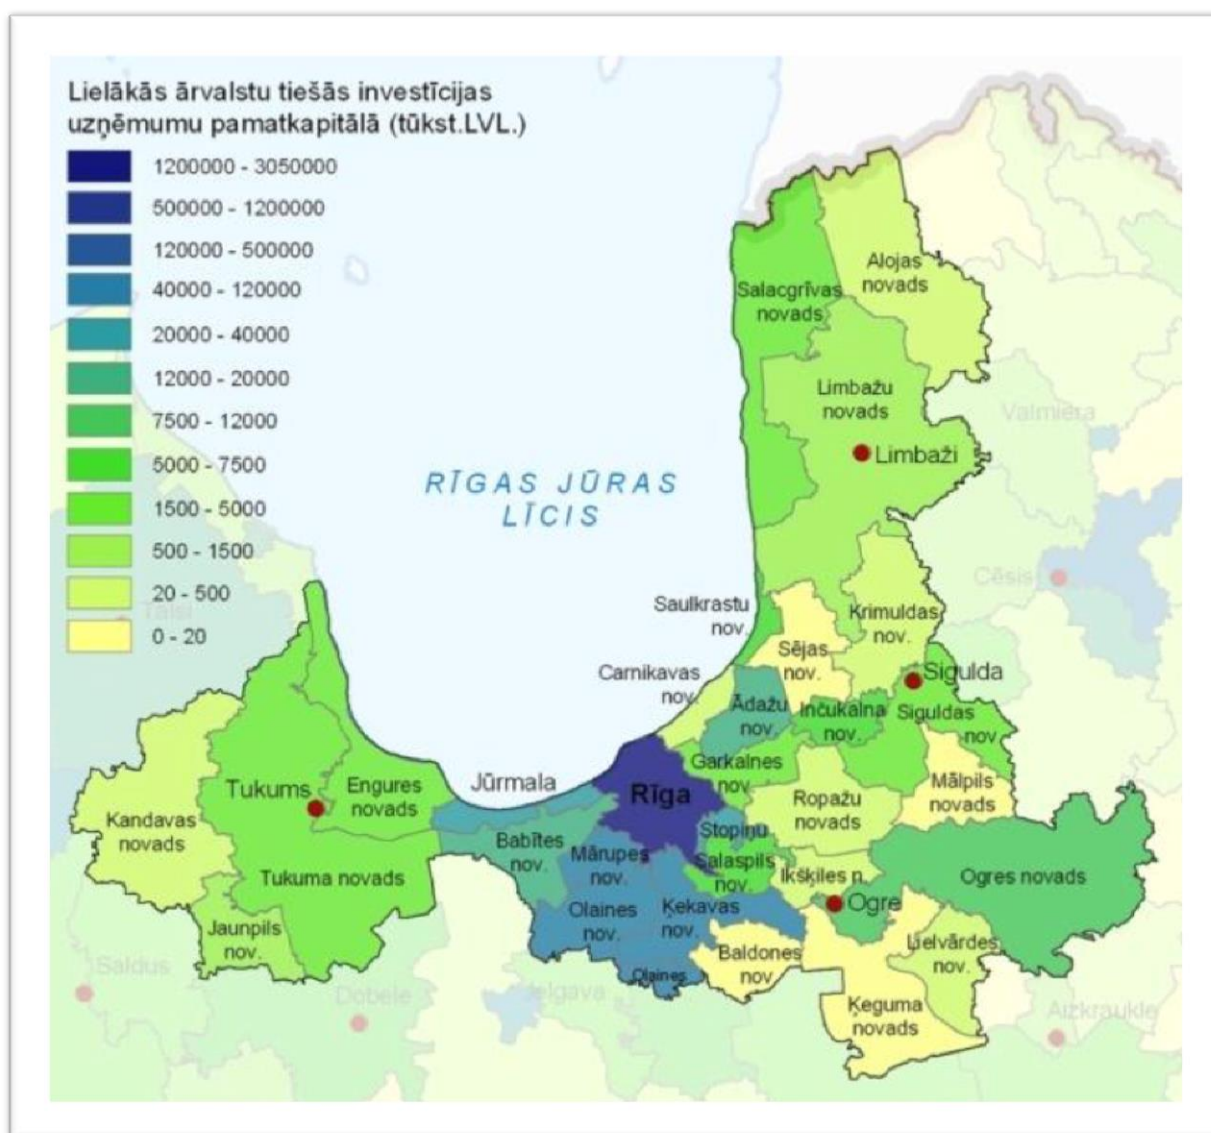 Lielākās ārvalstu tiešās investīcijas
uzņēmumu pamatkapitālā (tūkst.LVL.)
1200000 - 3050000
500000 - 1200000
120000 - 500000
40000 - 120000
20000 - 40000
12000 - 20000
7500 - 12000
5000 - 7500
1500 - 5000
500 - 1500
20 - 500
0 - 20
Alojas
novads
Salacgrīvas
novads
Limbažu
novads
Valmiera
Limbaži
RĪGAS JŪRAS
LĪCIS
Cēsis
Talsi
Saulkrastu
nov.
Krimuldas
nov.
Sējas
nov.
Carnikavas
nov.
Sigulda
Ādažu
nov.
Inčukalna
nov.
Siguldas
nov.
Garkalnes
nov.
Mālpils
novads
Jūrmala
Rīga
Tukums
Engures
novads
Ropažu
novads
Kandavas
novads
Stopiņu
Babītes
nov.
Mārupes
nov.
Salaspils
nov.
Ikšķiles n.
Ogres novads
Tukuma novads
Ogre
Olaines
nov.
Ķekavas
nov.
Jaunpils
nov.
Lielvārdes
nov.
Baldones
nov.
Saldus
Olaines
Dobele
Jelgava
Ķeguma
novads
Aizkraukle